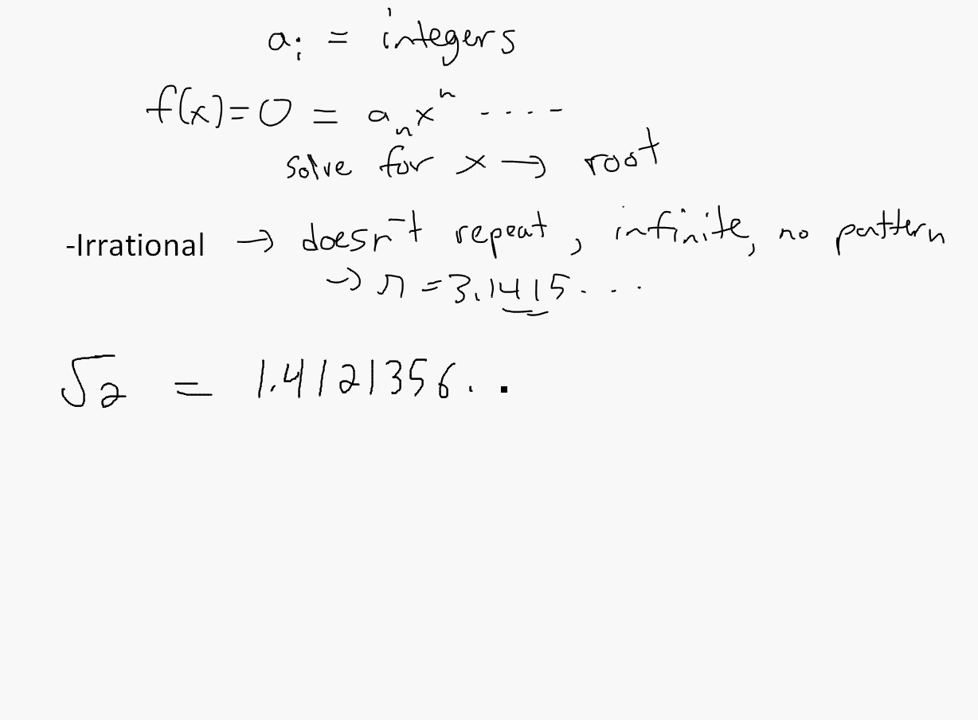 aᵢ = integers
f(x)=0 = aₙxⁿ ....-
solve for x → root
-Irrational → doesn't repeat, infinite, no pattern
→ π = 3.1415...
√2 = 1.4121356...